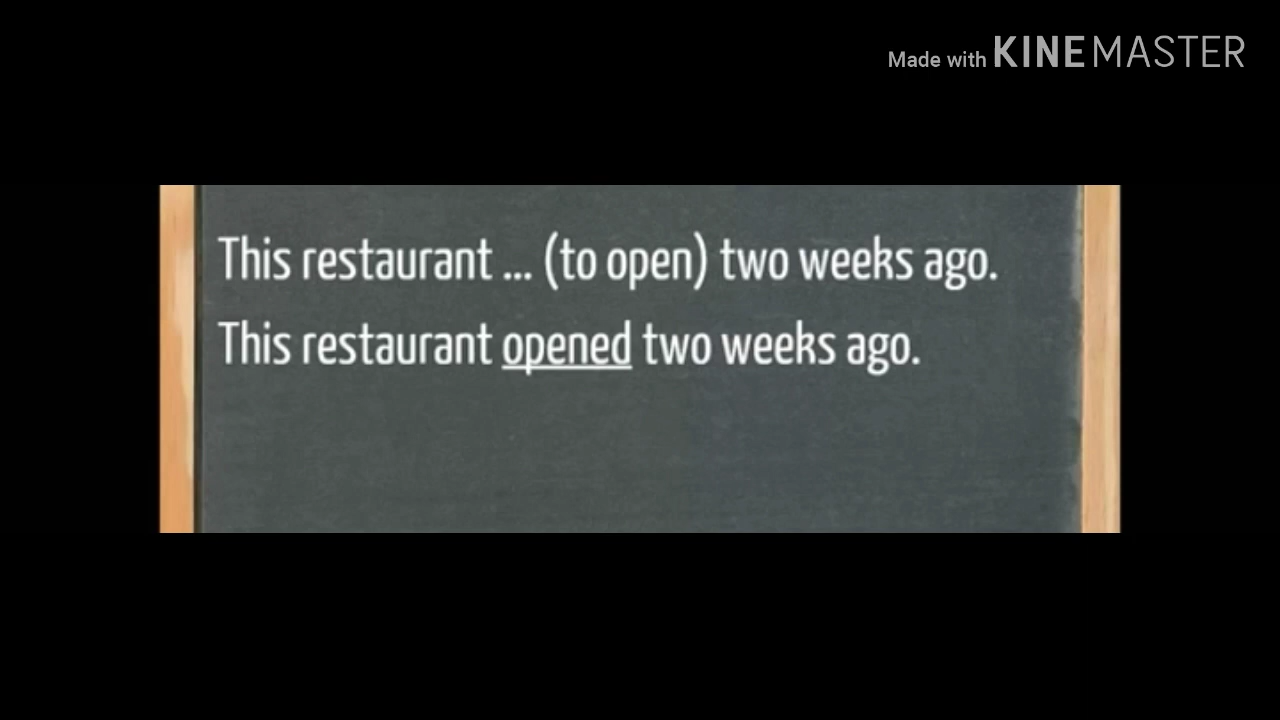 Made with KINEMASTER
This restaurant ... (to open) two weeks ago.
This restaurant opened two weeks ago.